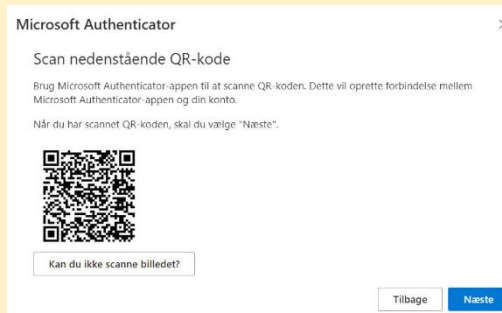 Microsoft Authenticator
Scan nedenstående QR-kode
Brug Microsoft Authenticator-appen til at scanne QR-koden. Dette vil oprette forbindelse mellem
Microsoft Authenticator-appen og din konto.
Når du har scannet QR-koden, skal du vælge "Næste".
Kan du ikke scanne billedet?
Tilbage Næste